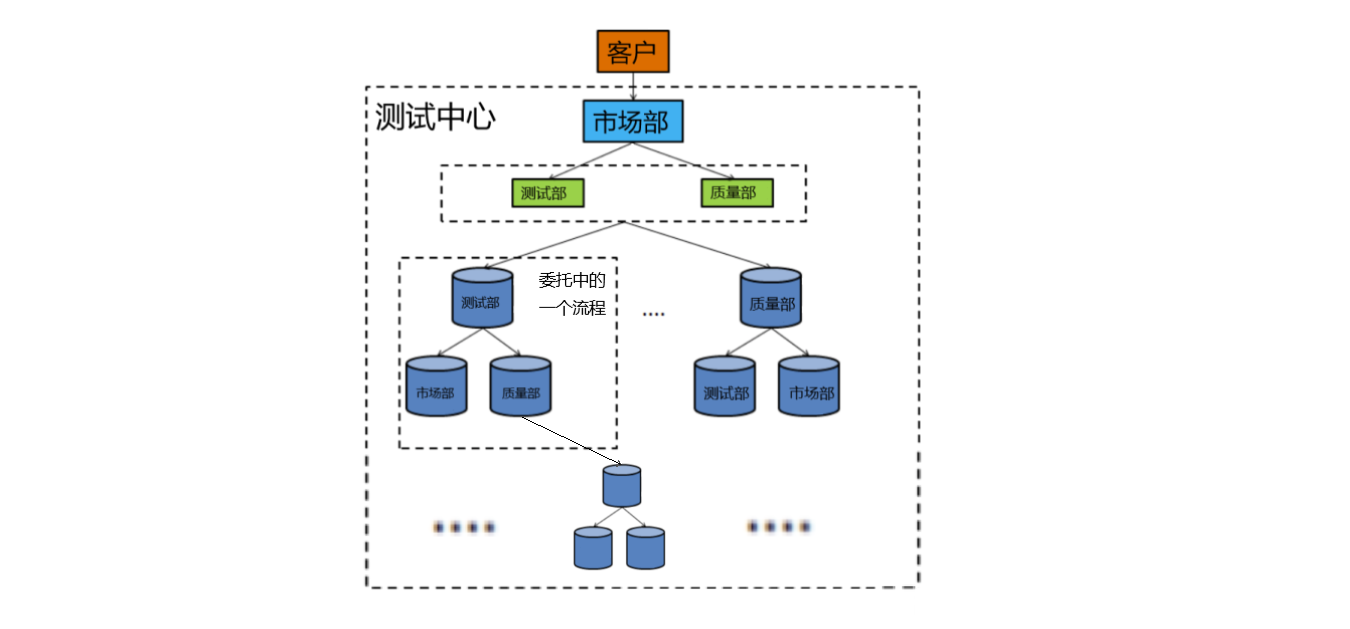 客户
测试中心
市场部
测试部
质量部
委托中的
一个流程
测试部
....
质量部
市场部
质量部
测试部
市场部